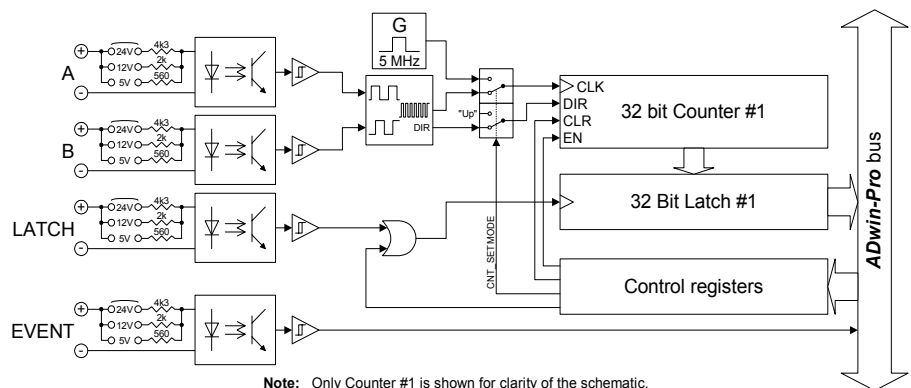 G
5 MHz
A
+
-
24V
4k3
12V
2k
5V
560
"Up"
DIR
CLK
DIR
CLR
EN
32 bit Counter #1
B
+
-
24V
4k3
12V
2k
5V
560
32 Bit Latch #1
LATCH
+
-
24V
4k3
12V
2k
5V
560
CNT_SETMODE
Control registers
EVENT
+
-
24V
4k3
12V
2k
5V
560
ADwin-Pro bus
Note: Only Counter #1 is shown for clarity of the schematic.